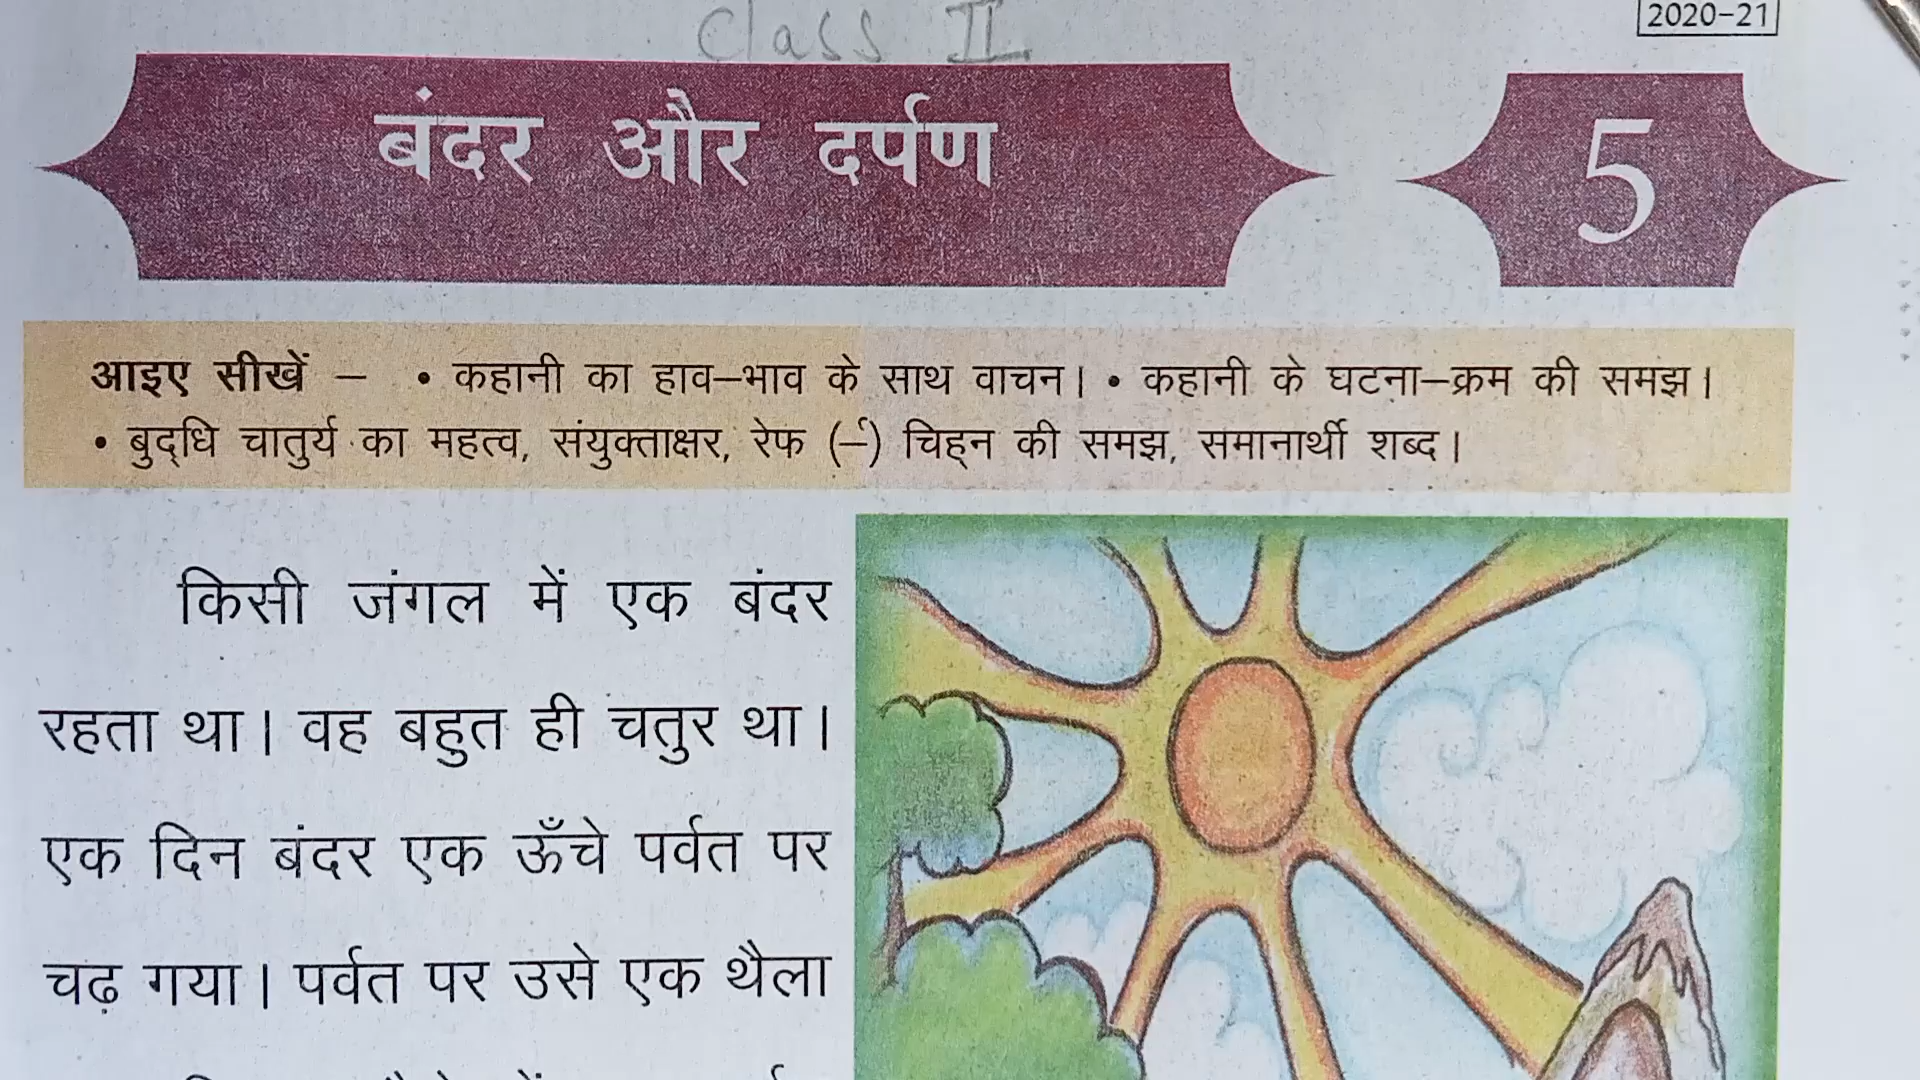 Class II
2020-21
बंदर और दर्पण
5
आइए सीखें – • कहानी का हाव–भाव के साथ वाचन। • कहानी के घटना–क्रम की समझ।
• बुद्धि चातुर्य का महत्व, संयुक्ताक्षर, रेफ (र्) चिह्न की समझ, समानार्थी शब्द।
किसी जंगल में एक बंदर
रहता था। वह बहुत ही चतुर था।
एक दिन बंदर एक ऊँचे पर्वत पर
चढ़ गया। पर्वत पर उसे एक थैला